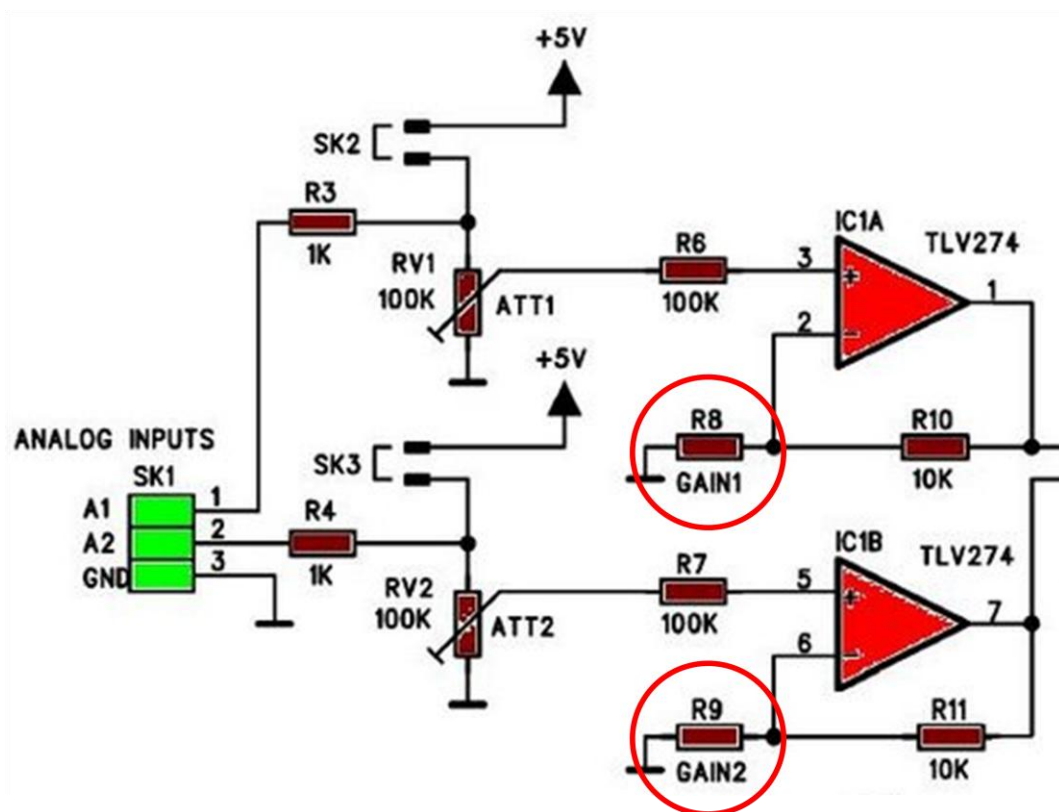 +5V
SK2
R3
1K
RV1
100K
ATT1
R6
100K
IC1A
TLV274
3
+
2
-
1
+5V
R8
GAIN1
R10
10K
ANALOG INPUTS
SK1
A1
1
A2
2
GND
3
SK3
R4
1K
RV2
100K
ATT2
R7
100K
IC1B
TLV274
5
+
6
-
7
R9
GAIN2
R11
10K